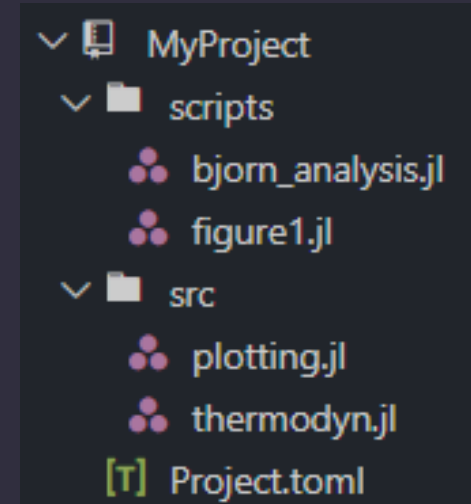 MyProject
scripts
bjorn_analysis.jl
figure1.jl
src
plotting.jl
thermodyn.jl
[T] Project.toml